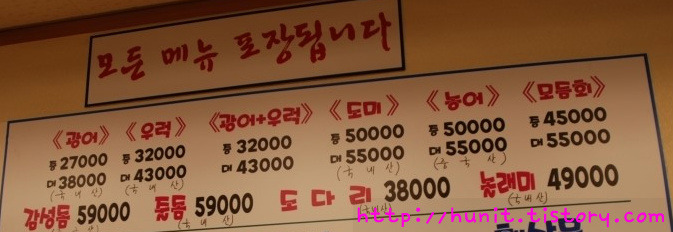 모든 메뉴 포장됩니다
《광어》 《우럭》 《광어+우럭》 《도미》 《농어》 《모듬회》
중 27000 중 32000 중 32000 중 50000 중 50000 중 45000
대 38000 대 43000 대 43000 대 55000 대 55000 대 55000
(국내산) (국내산) (국내산) (중국산)
감성돔 59000 줄돔 59000 도다리 38000 놀래미 49000
(국내산) (국내산)
http://hunit.tistory.com